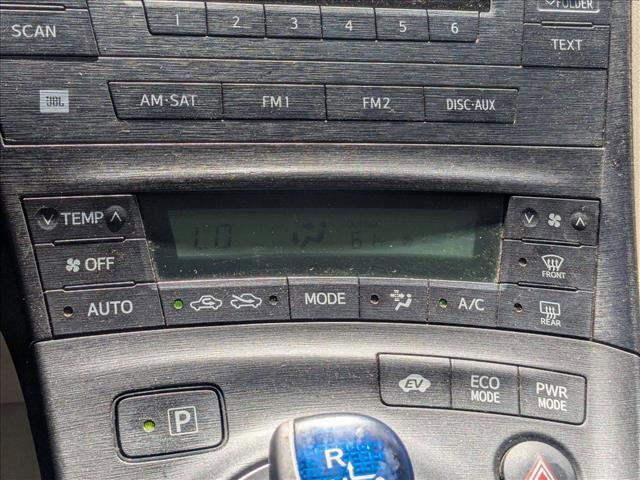 FOLDER
SCAN
1 2 3 4 5 6
TEXT
JBL
AM·SAT FM1 FM2 DISC·AUX
TEMP
LO
OFF
FRONT
AUTO MODE A/C
REAR
EV
ECO MODE
PWR MODE
P
R